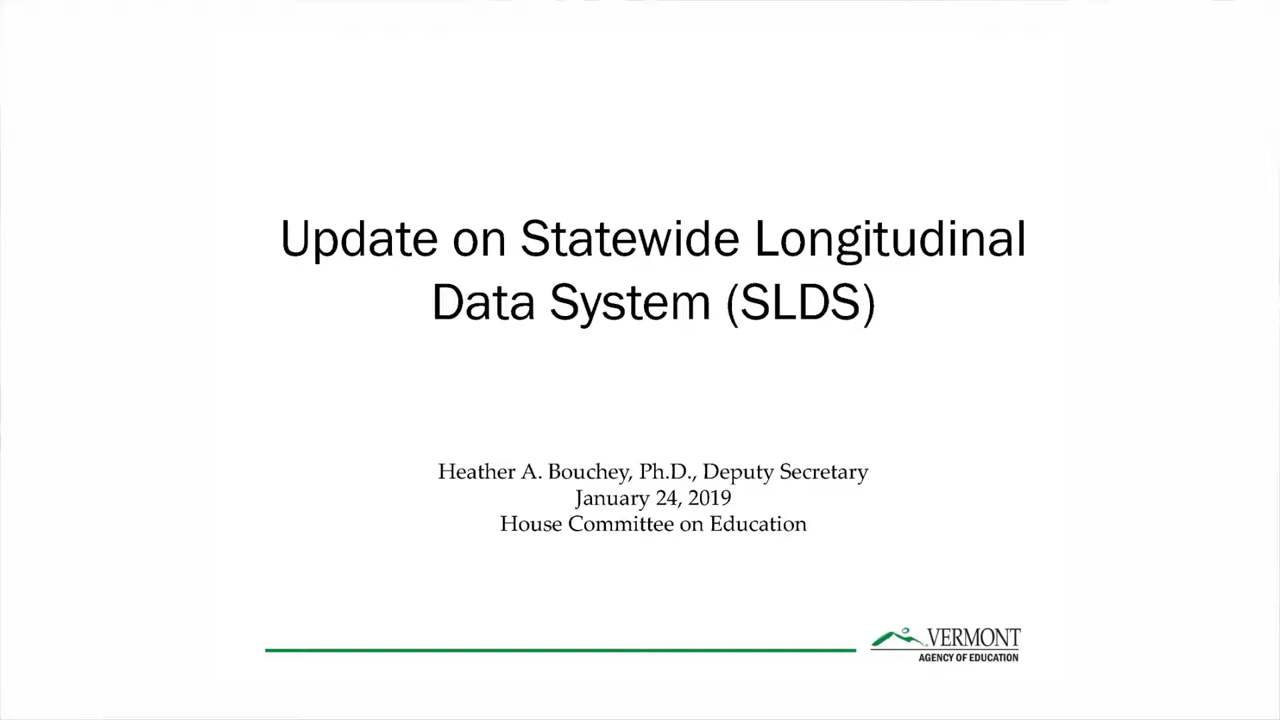 Update on Statewide Longitudinal
Data System (SLDS)
Heather A. Bouchey, Ph.D., Deputy Secretary
January 24, 2019
House Committee on Education
VERMONT
AGENCY OF EDUCATION